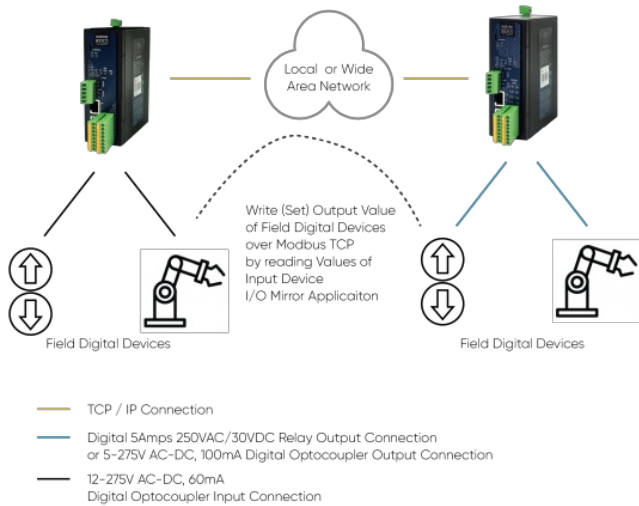 Local or Wide
Area Network
Write (Set) Output Value
of Field Digital Devices
over Modbus TCP
by reading Values of
Input Device
I/O Mirror Applicaiton
Field Digital Devices
Field Digital Devices
TCP / IP Connection
Digital 5Amps 250VAC/30VDC Relay Output Connection
or 5-275V AC-DC, 100mA Digital Optocoupler Output Connection
12-275V AC-DC, 60mA
Digital Optocoupler Input Connection